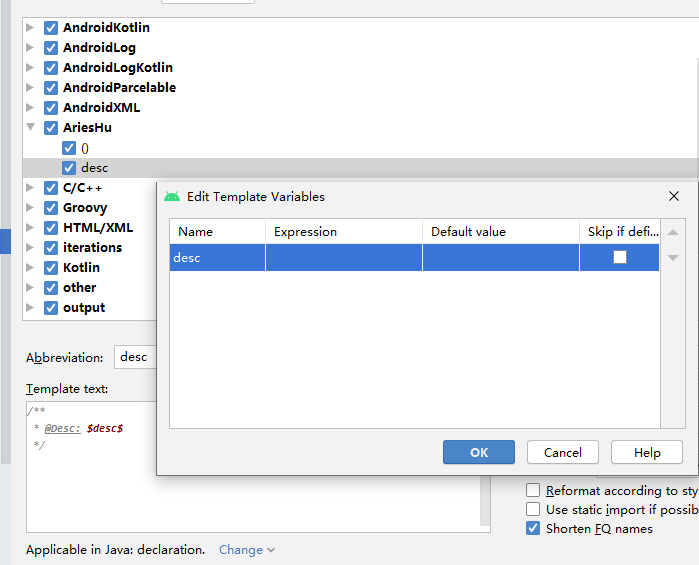 AndroidKotlin
AndroidLog
AndroidLogKotlin
AndroidParcelable
AndroidXML
AriesHu
()
desc
C/C++
Groovy
HTML/XML
iterations
Kotlin
other
output
Edit Template Variables
Name Expression Default value Skip if defi...
desc
OK Cancel Help
Abbreviation: desc
Template text:
/**
* @Desc: $desc$
*/
Reformat according to sty
Use static import if possib
Shorten FQ names
Applicable in Java: declaration. Change